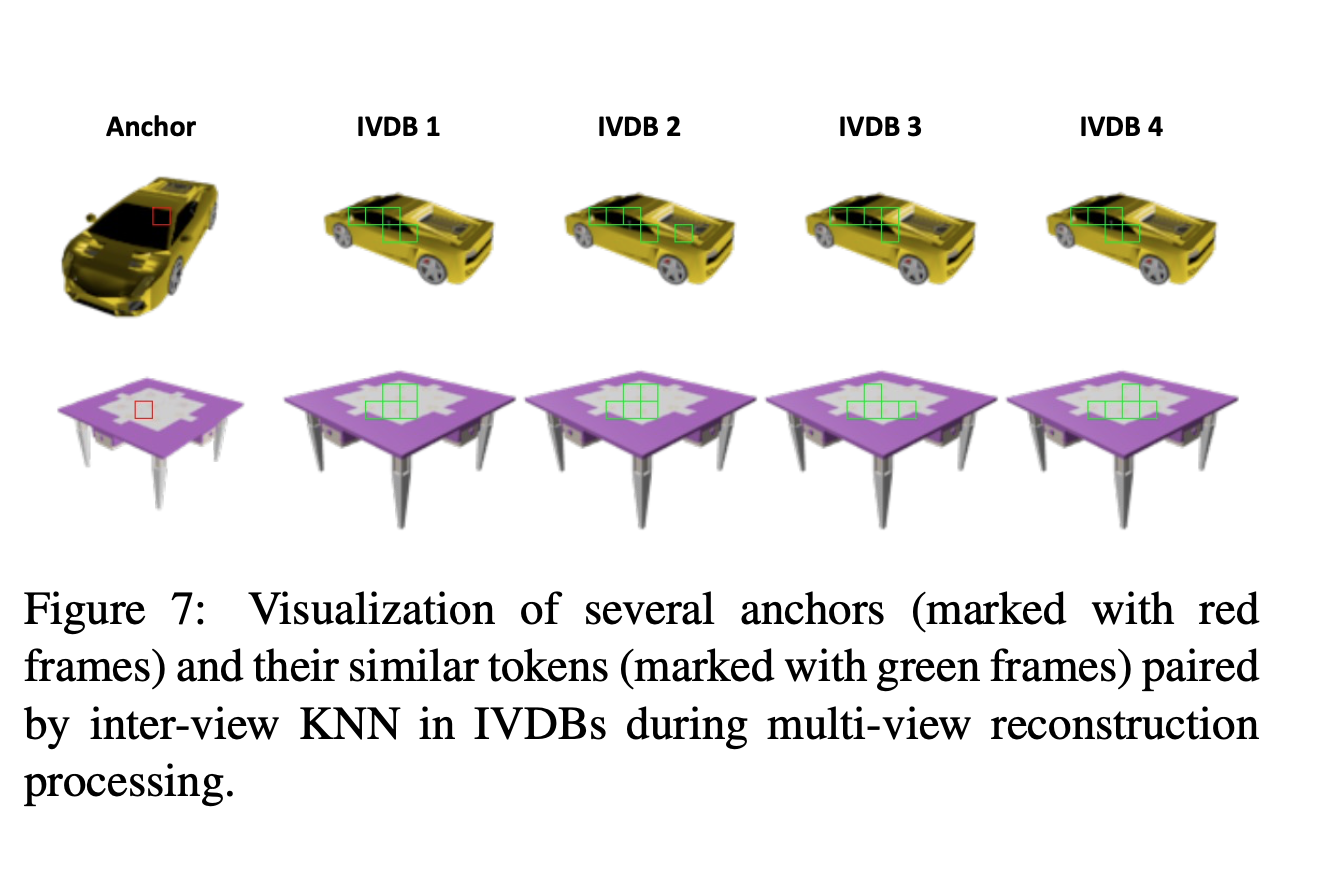 Anchor IVDB 1 IVDB 2 IVDB 3 IVDB 4
Figure 7: Visualization of several anchors (marked with red
frames) and their similar tokens (marked with green frames) paired
by inter-view KNN in IVDBs during multi-view reconstruction
processing.